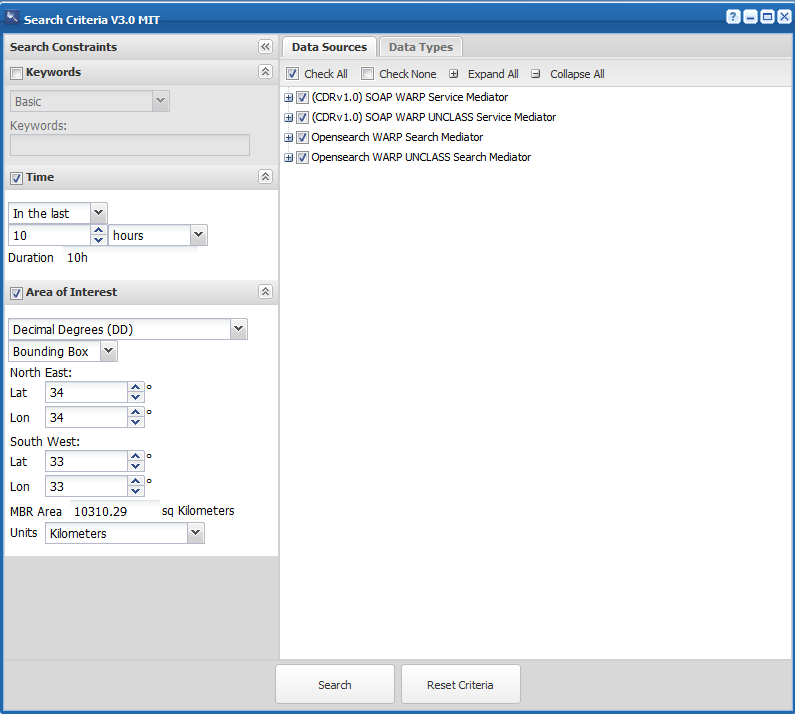 Search Criteria V3.0 MIT
Search Constraints
Keywords
Basic
Keywords:
Time
In the last
10 hours
Duration 10h
Area of Interest
Decimal Degrees (DD)
Bounding Box
North East:
Lat 34 °
Lon 34 °
South West:
Lat 33 °
Lon 33 °
MBR Area 10310.29 sq Kilometers
Units Kilometers
Data Sources Data Types
Check All Check None Expand All Collapse All
(CDRv1.0) SOAP WARP Service Mediator
(CDRv1.0) SOAP WARP UNCLASS Service Mediator
Opensearch WARP Search Mediator
Opensearch WARP UNCLASS Search Mediator
Search Reset Criteria